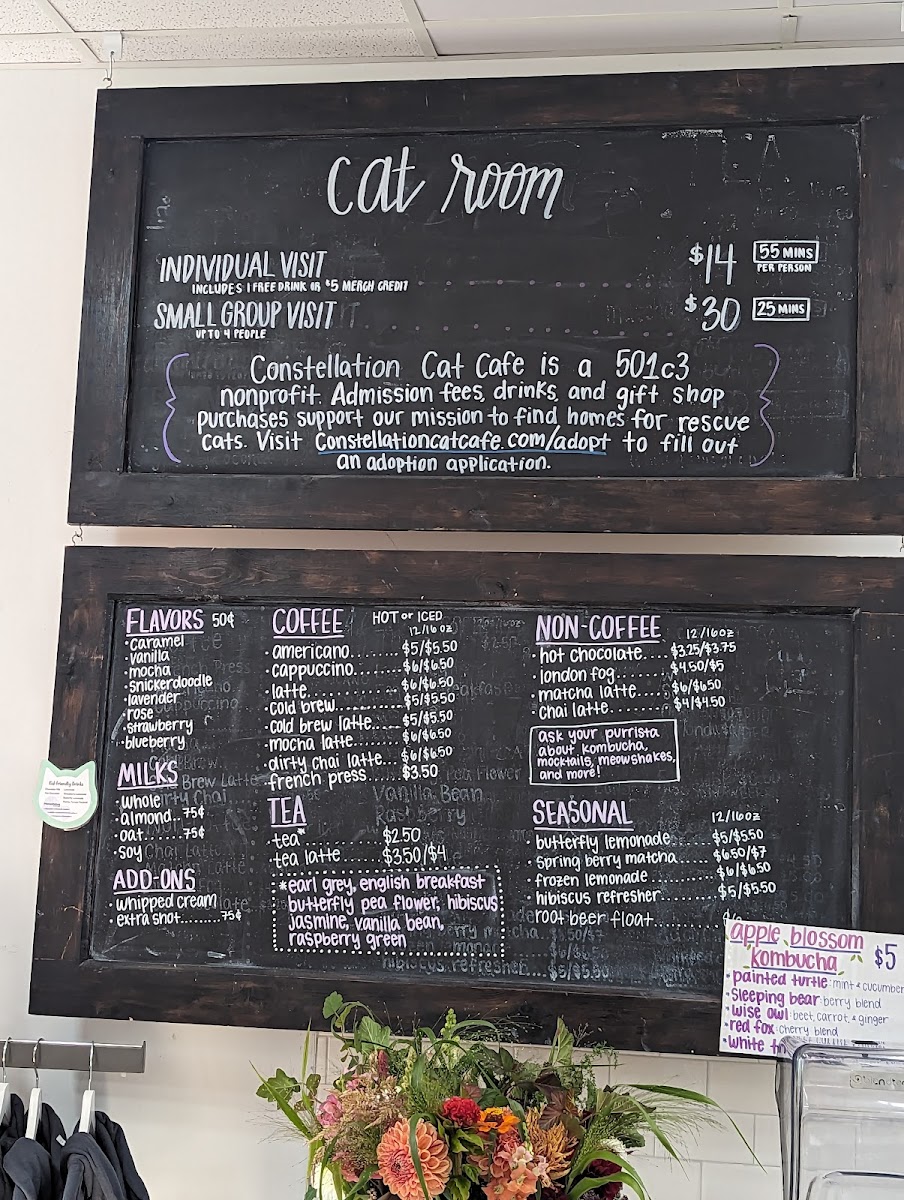 cat room
INDIVIDUAL VISIT $14 55 MINS
INCLUDES 1 FREE DRINK OR $5 MERCH CREDIT PER PERSON
SMALL GROUP VISIT $30 25 MINS
UP TO 4 PEOPLE
Constellation Cat Cafe is a 501c3
nonprofit. Admission fees, drinks, and gift shop
purchases support our mission to find homes for rescue
cats. Visit Constellationcatcafe.com/adopt to fill out
an adoption application.
FLAVORS 50¢
• caramel
• vanilla
• mocha
• snickerdoodle
• lavender
• rose
• strawberry
• blueberry
MILKS
• whole
• almond.. 75¢
• oat...... 75¢
• soy
ADD-ONS
• whipped cream
• extra shot........ 75¢
COFFEE HOT or ICED
12/16 oz
• americano........ $5/$5.50
• cappuccino....... $6/$6.50
• latte.............. $6/$6.50
• cold brew......... $5/$5.50
• cold brew latte.... $5/$5.50
• mocha latte....... $6/$6.50
• dirty chai latte... $6/$6.50
• french press.... $3.50
TEA
• tea* $2.50
• tea latte ..... $3.50/$4
*earl grey, english breakfast
butterfly pea flower, hibiscus
jasmine, vanilla bean,
raspberry green
NON-COFFEE 12/16oz
• hot chocolate.... $3.25/$3.75
• london fog....... $4.50/$5
• matcha latte..... $6/$6.50
• chai latte........ $4/$4.50
ask your purrista
about kombucha,
mocktails, meowshakes,
and more!
SEASONAL 12/16oz
• butterfly lemonade..... $5/$5.50
• spring berry matcha..... $6.50/$7
• frozen lemonade........ $6/$6.50
• hibiscus refresher....... $5/$5.50
• root beer float
apple blossom
kombucha $5
• painted turtle: mint & cucumber
• sleeping bear: berry blend
• wise owl: beet, carrot, & ginger
• red fox: cherry blend
• white
Cat Friendly Drinks